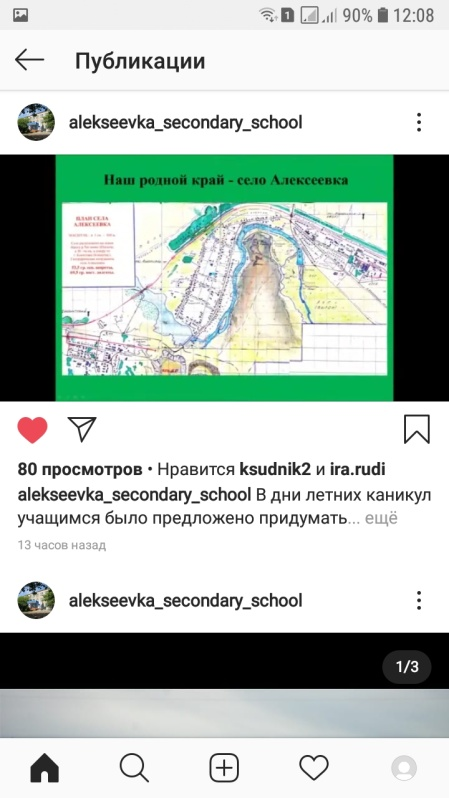 1
90%
12:08
Публикации
alekseevka_secondary_school
Наш родной край - село Алексеевка
ПЛАН СЕЛА
АЛЕКСЕЕВКА
80 просмотров • Нравится ksudnik2 и ira.rudi
alekseevka_secondary_school В дни летних каникул
учащимся было предложено придумать... ещё
13 часов назад
alekseevka_secondary_school
1/3